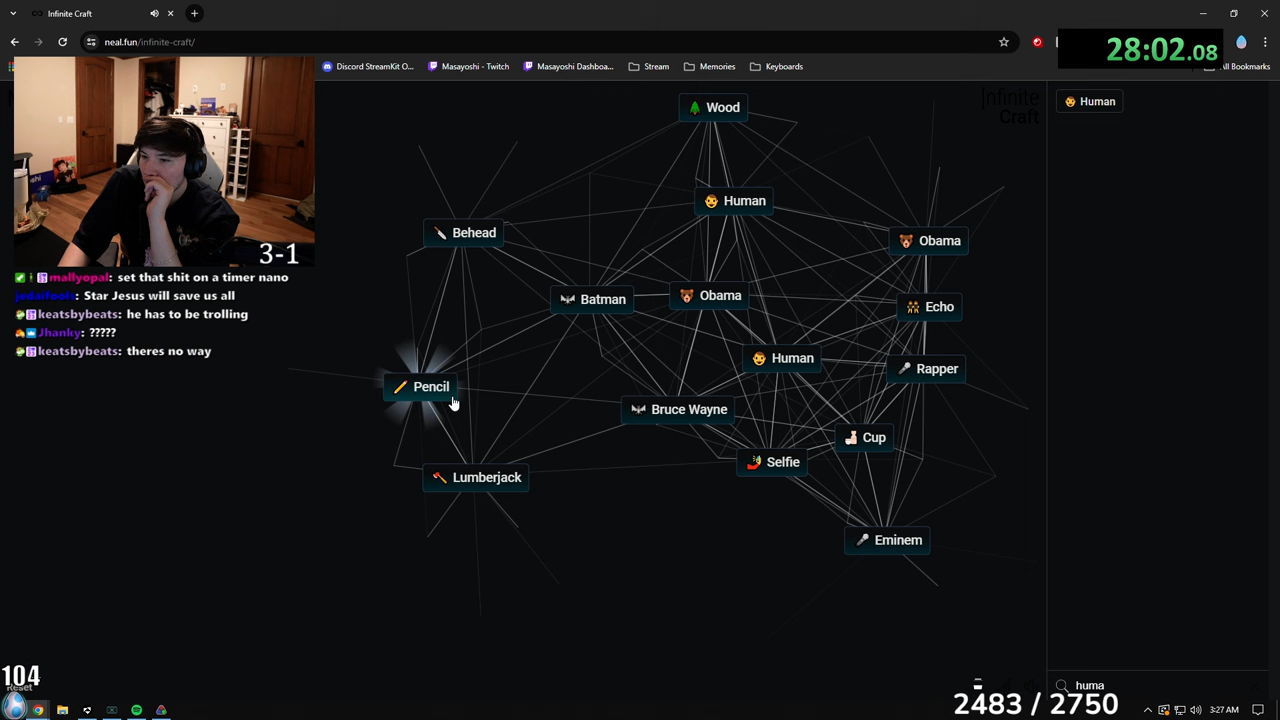 Infinite Craft
neal.fun/infinite-craft/
28:02.08
Discord StreamKit O...
Masayoshi - Twitch
Masayoshi Dashboa...
Stream
Memories
Keyboards
All Bookmarks
3-1
mallyopal: set that shit on a timer nano
keatsbybeats: he has to be trolling
Jhanky: ?????
keatsbybeats: theres no way
Star Jesus will save us all
Infinite
Craft
Human
Wood
Human
Behead
Obama
Batman
Obama
Echo
Human
Rapper
Pencil
Bruce Wayne
Cup
Selfie
Lumberjack
Eminem
104
Reset
huma
2483 / 2750
3:27 AM